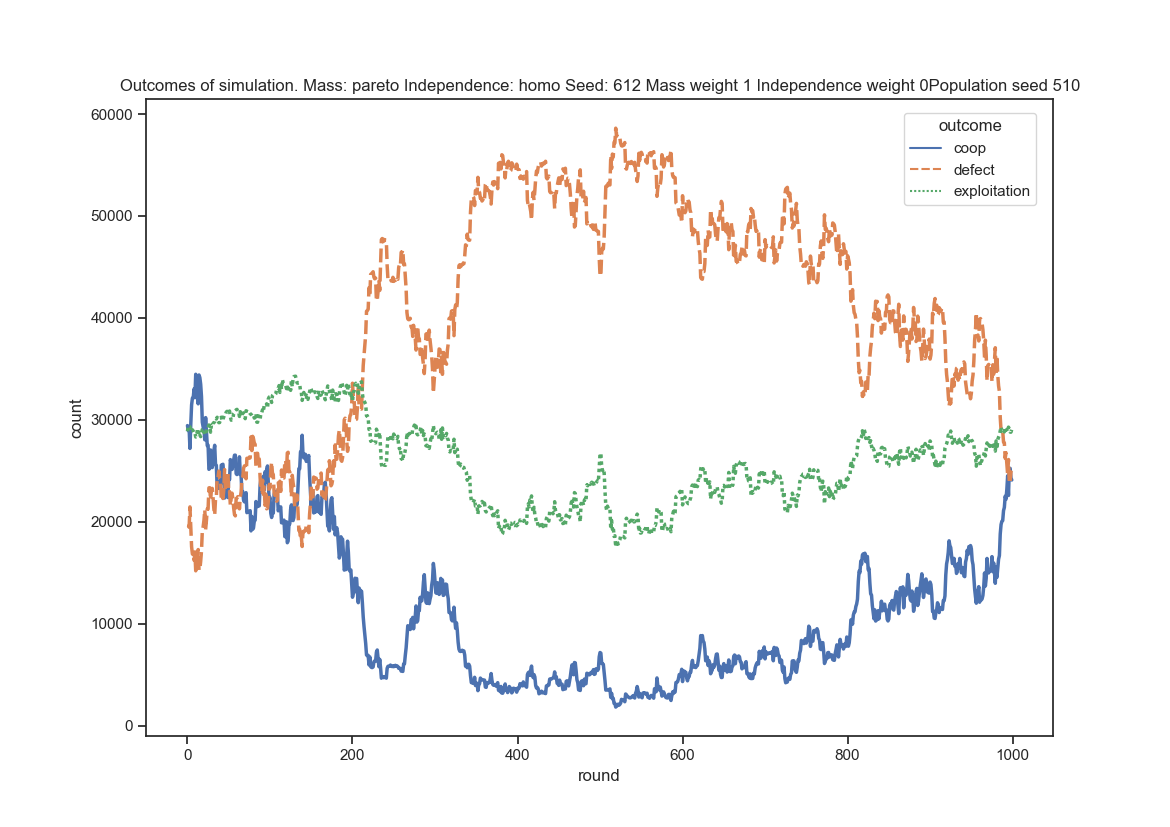 Outcomes of simulation. Mass: pareto Independence: homo Seed: 612 Mass weight 1 Independence weight 0Population seed 510
60000
50000
40000
30000
20000
10000
0
count
outcome
coop
defect
exploitation
0
200
400
600
800
1000
round